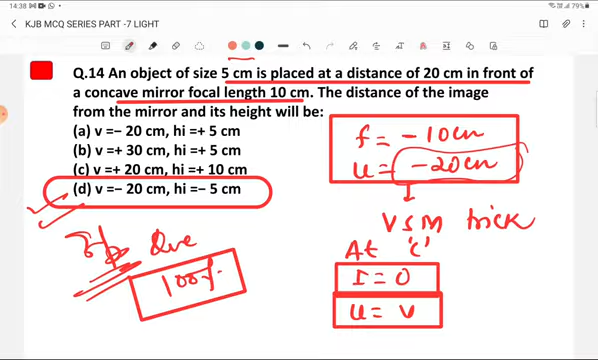 14:38
79%
KJB MCQ SERIES PART -7 LIGHT
Q.14 An object of size 5 cm is placed at a distance of 20 cm in front of
a concave mirror focal length 10 cm. The distance of the image
from the mirror and its height will be:
(a) v =– 20 cm, hi =+ 5 cm
(b) v =+ 30 cm, hi =+ 5 cm
(c) v =+ 20 cm, hi =+ 10 cm
(d) v =– 20 cm, hi =– 5 cm
f = -10cm
u = -20cm
VSM trick
At 'C'
I = O
u = v
Que
100%